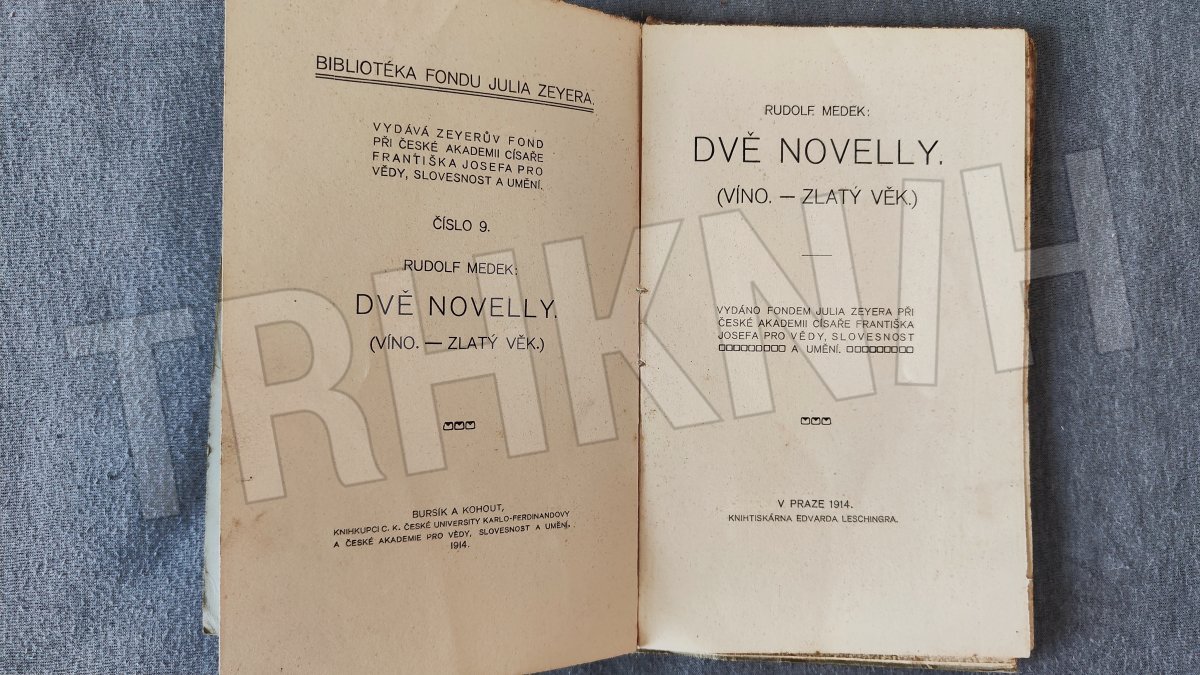 BIBLIOTÉKA FONDU JULIA ZEYERA.
VYDÁVÁ ZEYERŮV FOND
PŘI ČESKÉ AKADEMII CÍSAŘE
FRANTIŠKA JOSEFA PRO
VĚDY, SLOVESNOST A UMĚNÍ.
ČÍSLO 9.
RUDOLF MEDEK:
DVĚ NOVELLY.
(VÍNO. — ZLATÝ VĚK.)
BURSÍK A KOHOUT,
KNIHKUPCI C. K. ČESKÉ UNIVERSITY KARLO-FERDINANDOVY
A ČESKÉ AKADEMIE PRO VĚDY, SLOVESNOST A UMĚNÍ.
1914.
RUDOLF MEDEK:
DVĚ NOVELLY.
(VÍNO. — ZLATÝ VĚK.)
VYDÁNO FONDEM JULIA ZEYERA PŘI
ČESKÉ AKADEMII CÍSAŘE FRANTIŠKA
JOSEFA PRO VĚDY, SLOVESNOST
A UMĚNÍ.
V PRAZE 1914.
KNIHTISKÁRNA EDVARDA LESCHINGRA.
TRHKNIH